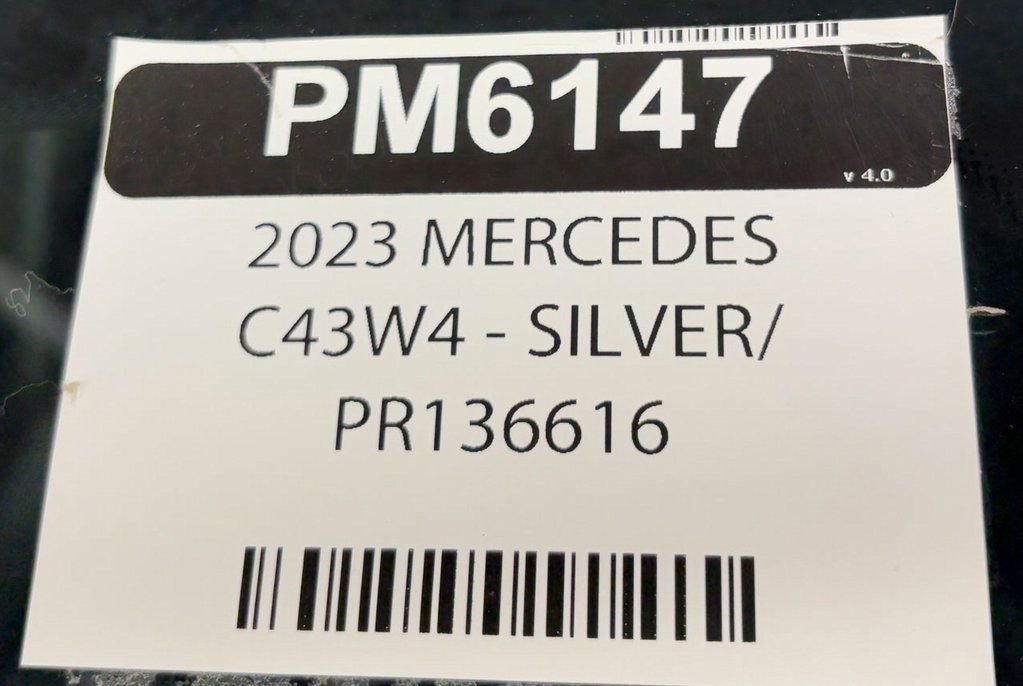 PM6147
v 4.0
2023 MERCEDES
C43W4 - SILVER/
PR136616